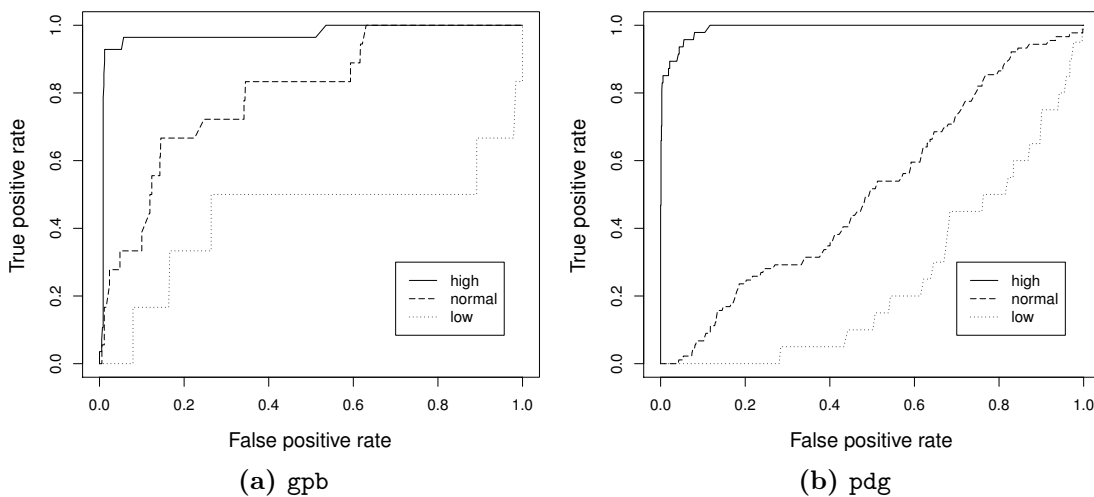 True positive rate
1.0
0.8
0.6
0.4
0.2
0.0
high
normal
low
0.0 0.2 0.4 0.6 0.8 1.0
False positive rate
(a) gpb
True positive rate
1.0
0.8
0.6
0.4
0.2
0.0
high
normal
low
0.0 0.2 0.4 0.6 0.8 1.0
False positive rate
(b) pdg